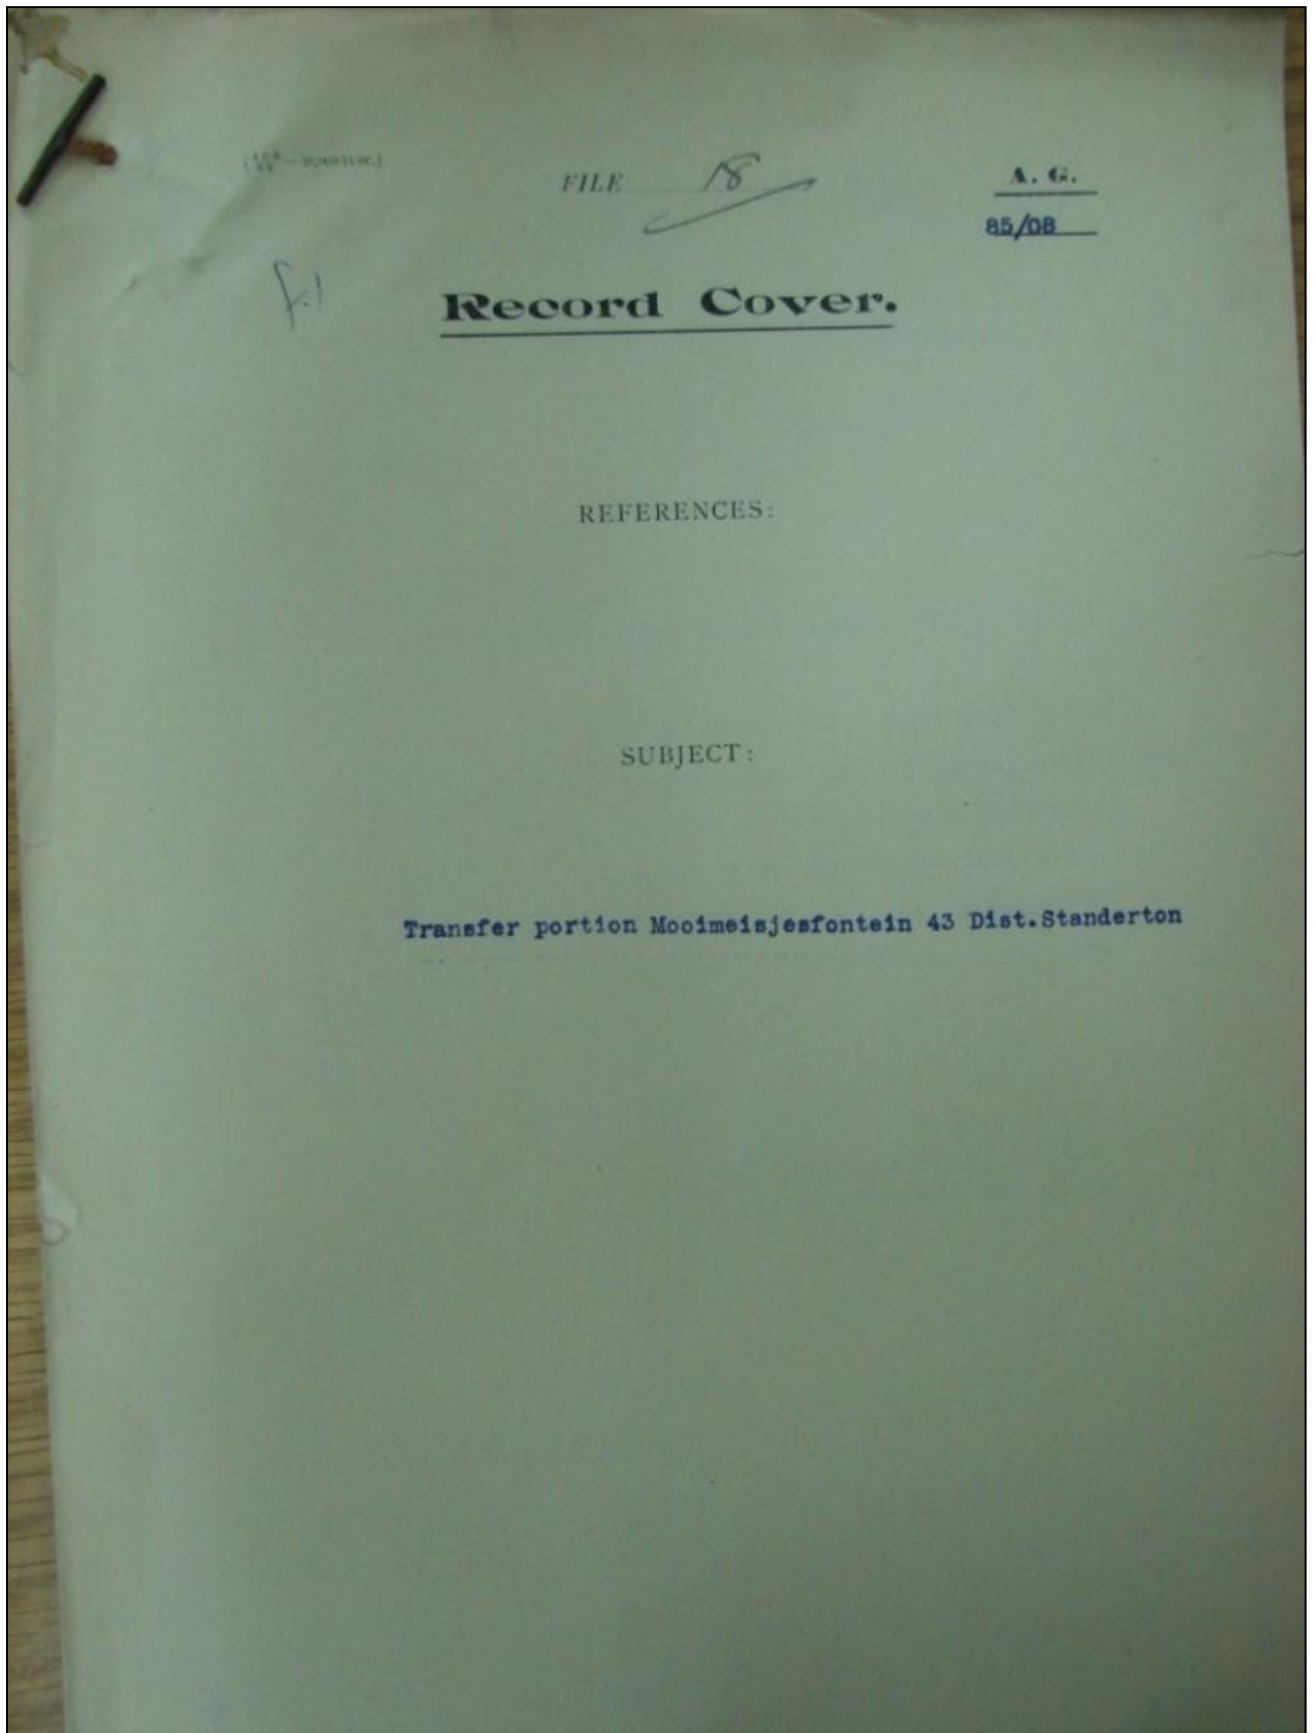 FILE 18
A. G.
85/08
f.1
Record Cover.
REFERENCES:
SUBJECT:
Transfer portion Mooimeisjesfontein 43 Dist.Standerton